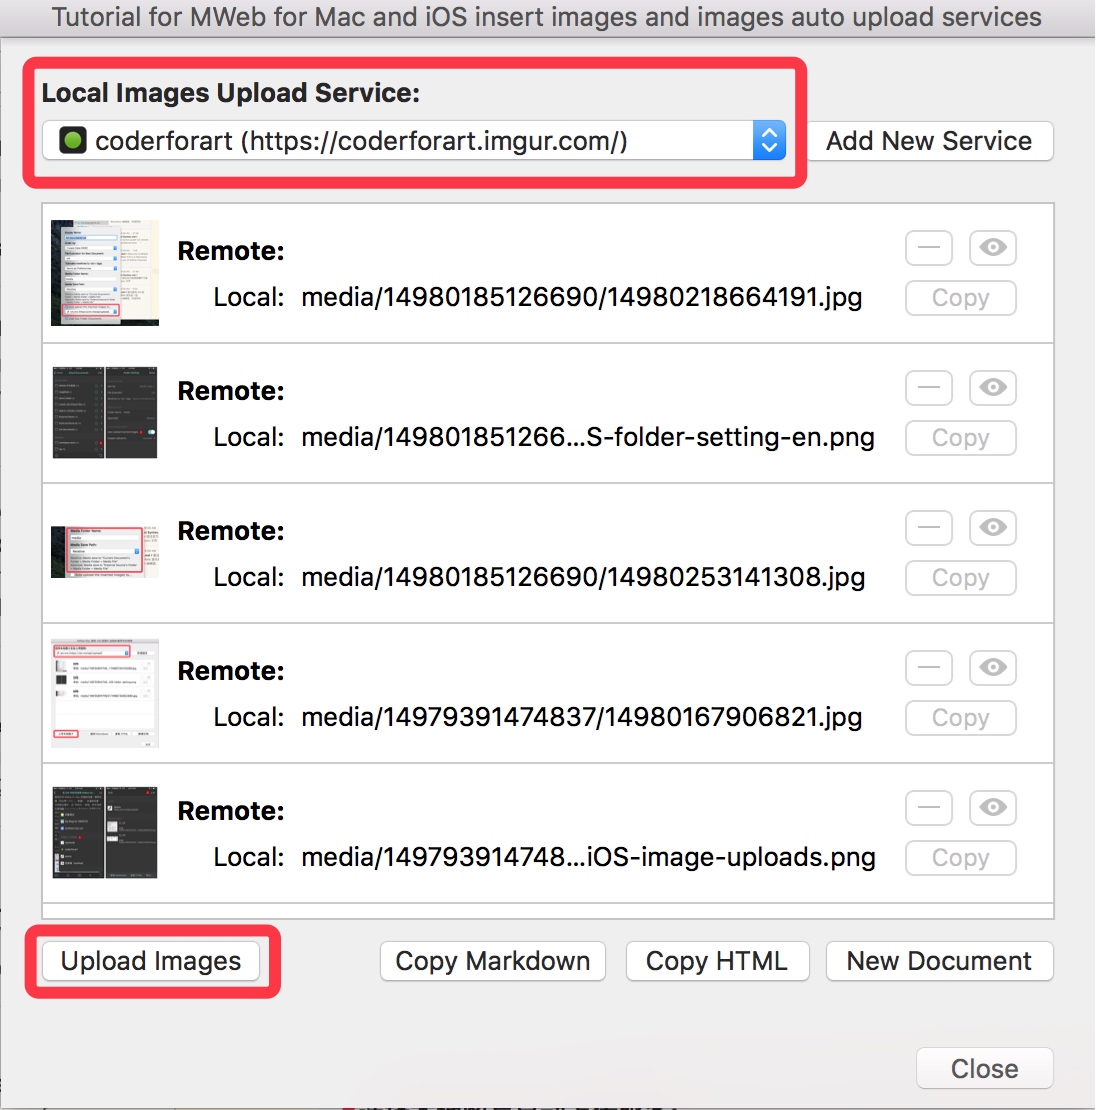 Tutorial for MWeb for Mac and iOS insert images and images auto upload services
Local Images Upload Service:
coderforart (https://coderforart.imgur.com/)
Add New Service
Remote:
Local: media/14980185126690/14980218664191.jpg
Copy
Remote:
Local: media/149801851266...S-folder-setting-en.png
Copy
Remote:
Local: media/14980185126690/14980253141308.jpg
Copy
Remote:
Local: media/14979391474837/14980167906821.jpg
Copy
Remote:
Local: media/149793914748...iOS-image-uploads.png
Copy
Upload Images
Copy Markdown
Copy HTML
New Document
Close